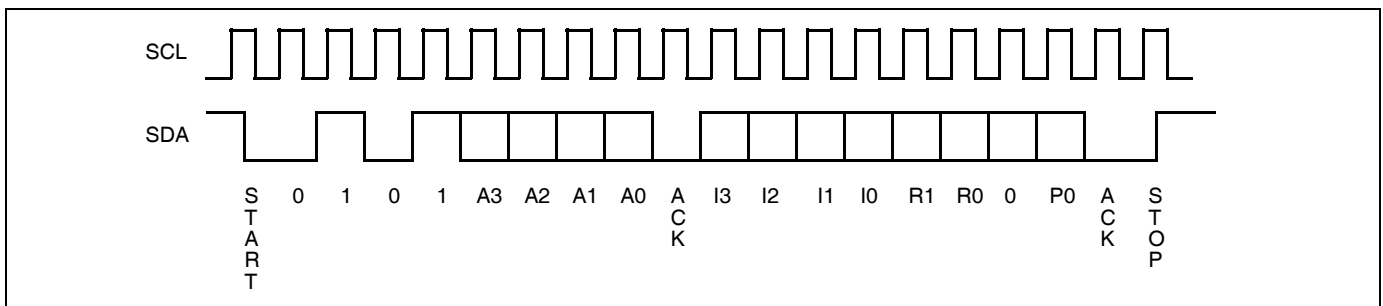 SCL
SDA
START 0 1 0 1 A3 A2 A1 A0 ACK I3 I2 I1 I0 R1 R0 0 P0 ACK STOP